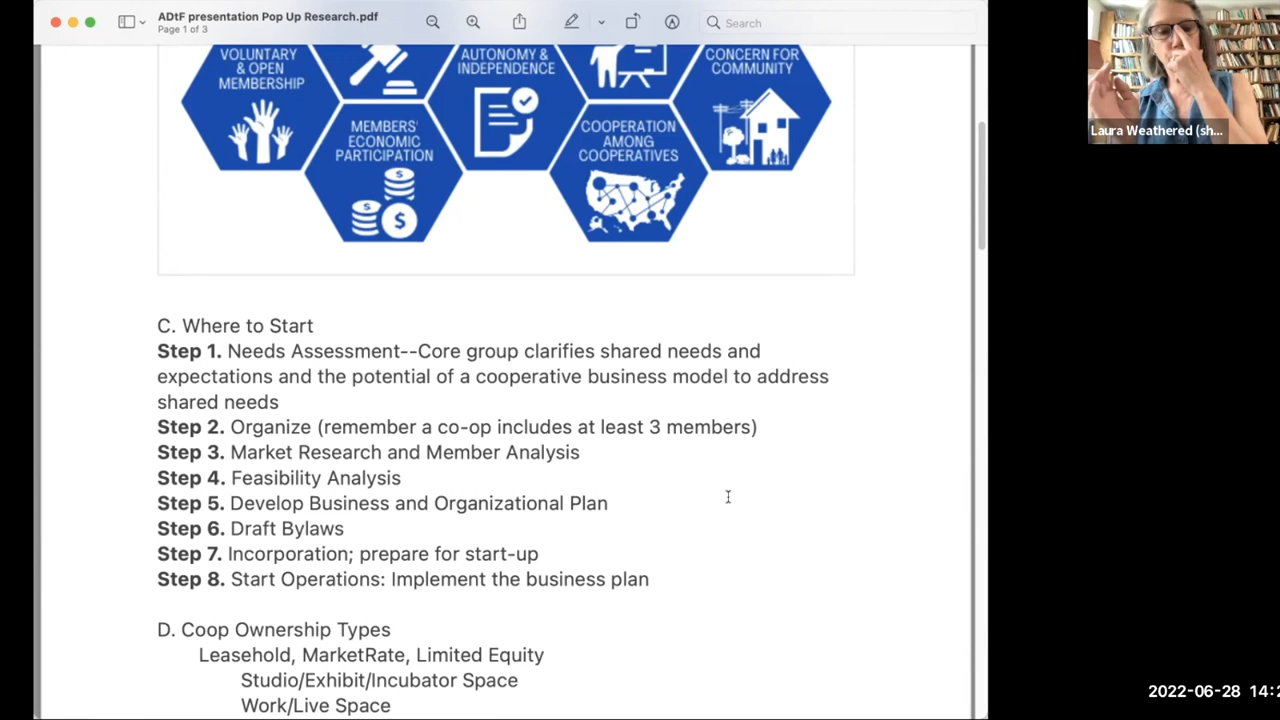 ADtF presentation Pop Up Research.pdf
Page 1 of 3
Search
VOLUNTARY
& OPEN
MEMBERSHIP
AUTONOMY &
INDEPENDENCE
CONCERN FOR
COMMUNITY
MEMBERS'
ECONOMIC
PARTICIPATION
COOPERATION
AMONG
COOPERATIVES
$
$
$
Laura Weathered (sh...
C. Where to Start
Step 1. Needs Assessment--Core group clarifies shared needs and
expectations and the potential of a cooperative business model to address
shared needs
Step 2. Organize (remember a co-op includes at least 3 members)
Step 3. Market Research and Member Analysis
Step 4. Feasibility Analysis
Step 5. Develop Business and Organizational Plan
Step 6. Draft Bylaws
Step 7. Incorporation; prepare for start-up
Step 8. Start Operations: Implement the business plan
D. Coop Ownership Types
Leasehold, MarketRate, Limited Equity
Studio/Exhibit/Incubator Space
Work/Live Space
2022-06-28 14:2